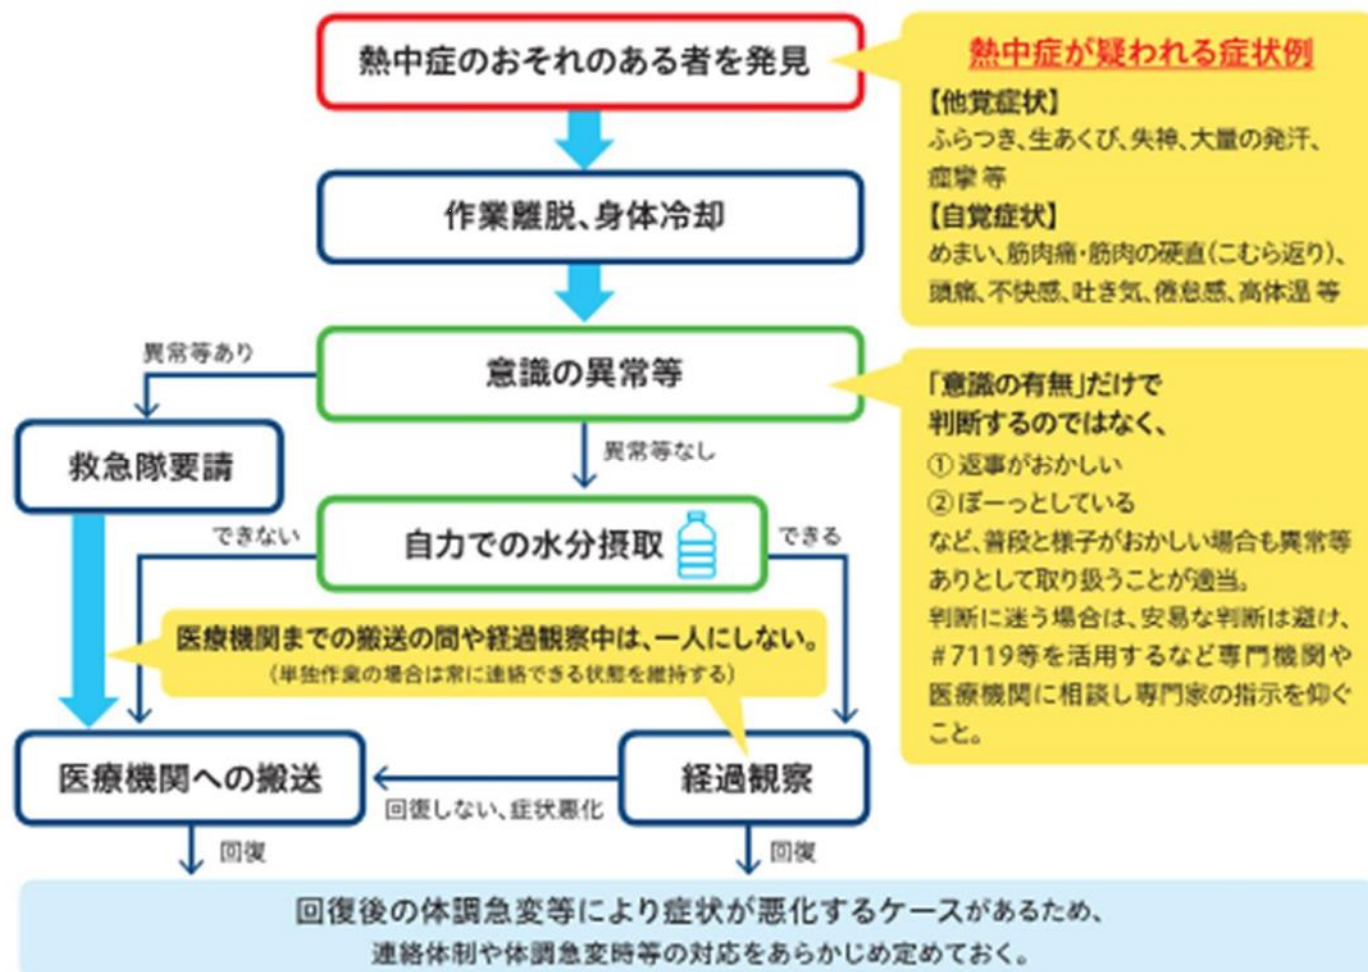 熱中症のおそれのある者を発見
熱中症が疑われる症状例
【他覚症状】
ふらつき、生あくび、失神、大量の発汗、
痙攣 等
【自覚症状】
めまい、筋肉痛・筋肉の硬直(こむら返り)、
頭痛、不快感、吐き気、倦怠感、高体温 等
作業離脱、身体冷却
意識の異常等
異常等あり
異常等なし
「意識の有無」だけで
判断するのではなく、
① 返事がおかしい
② ぼーっとしている
など、普段と様子がおかしい場合も異常等
ありとして取り扱うことが適当。
判断に迷う場合は、安易な判断は避け、
#7119等を活用するなど専門機関や
医療機関に相談し専門家の指示を仰ぐ
こと。
救急隊要請
自力での水分摂取
できない
できる
医療機関までの搬送の間や経過観察中は、一人にしない。
(単独作業の場合は常に連絡できる状態を維持する)
医療機関への搬送
経過観察
回復しない、症状悪化
回復
回復
回復後の体調急変等により症状が悪化するケースがあるため、
連絡体制や体調急変時等の対応をあらかじめ定めておく。